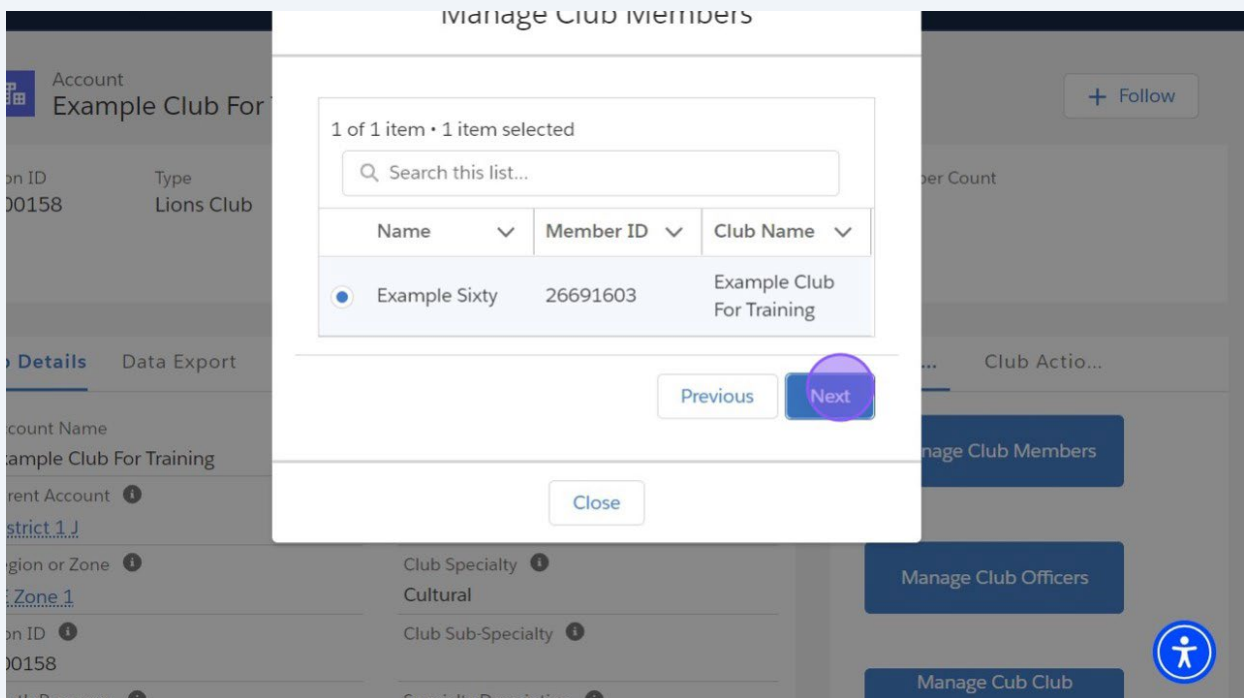 Manage Club Members
Account
Example Club For
+ Follow
1 of 1 item • 1 item selected
Search this list...
on ID
Type
00158
Lions Club
per Count
Name
Member ID
Club Name
Example Sixty
26691603
Example Club
For Training
Details
Data Export
...
Club Actio...
Previous
Next
count Name
ample Club For Training
nage Club Members
rent Account
strict 1 J
Close
gion or Zone
Zone 1
Club Specialty
Cultural
Manage Club Officers
on ID
00158
Club Sub-Specialty
Manage Cub Club